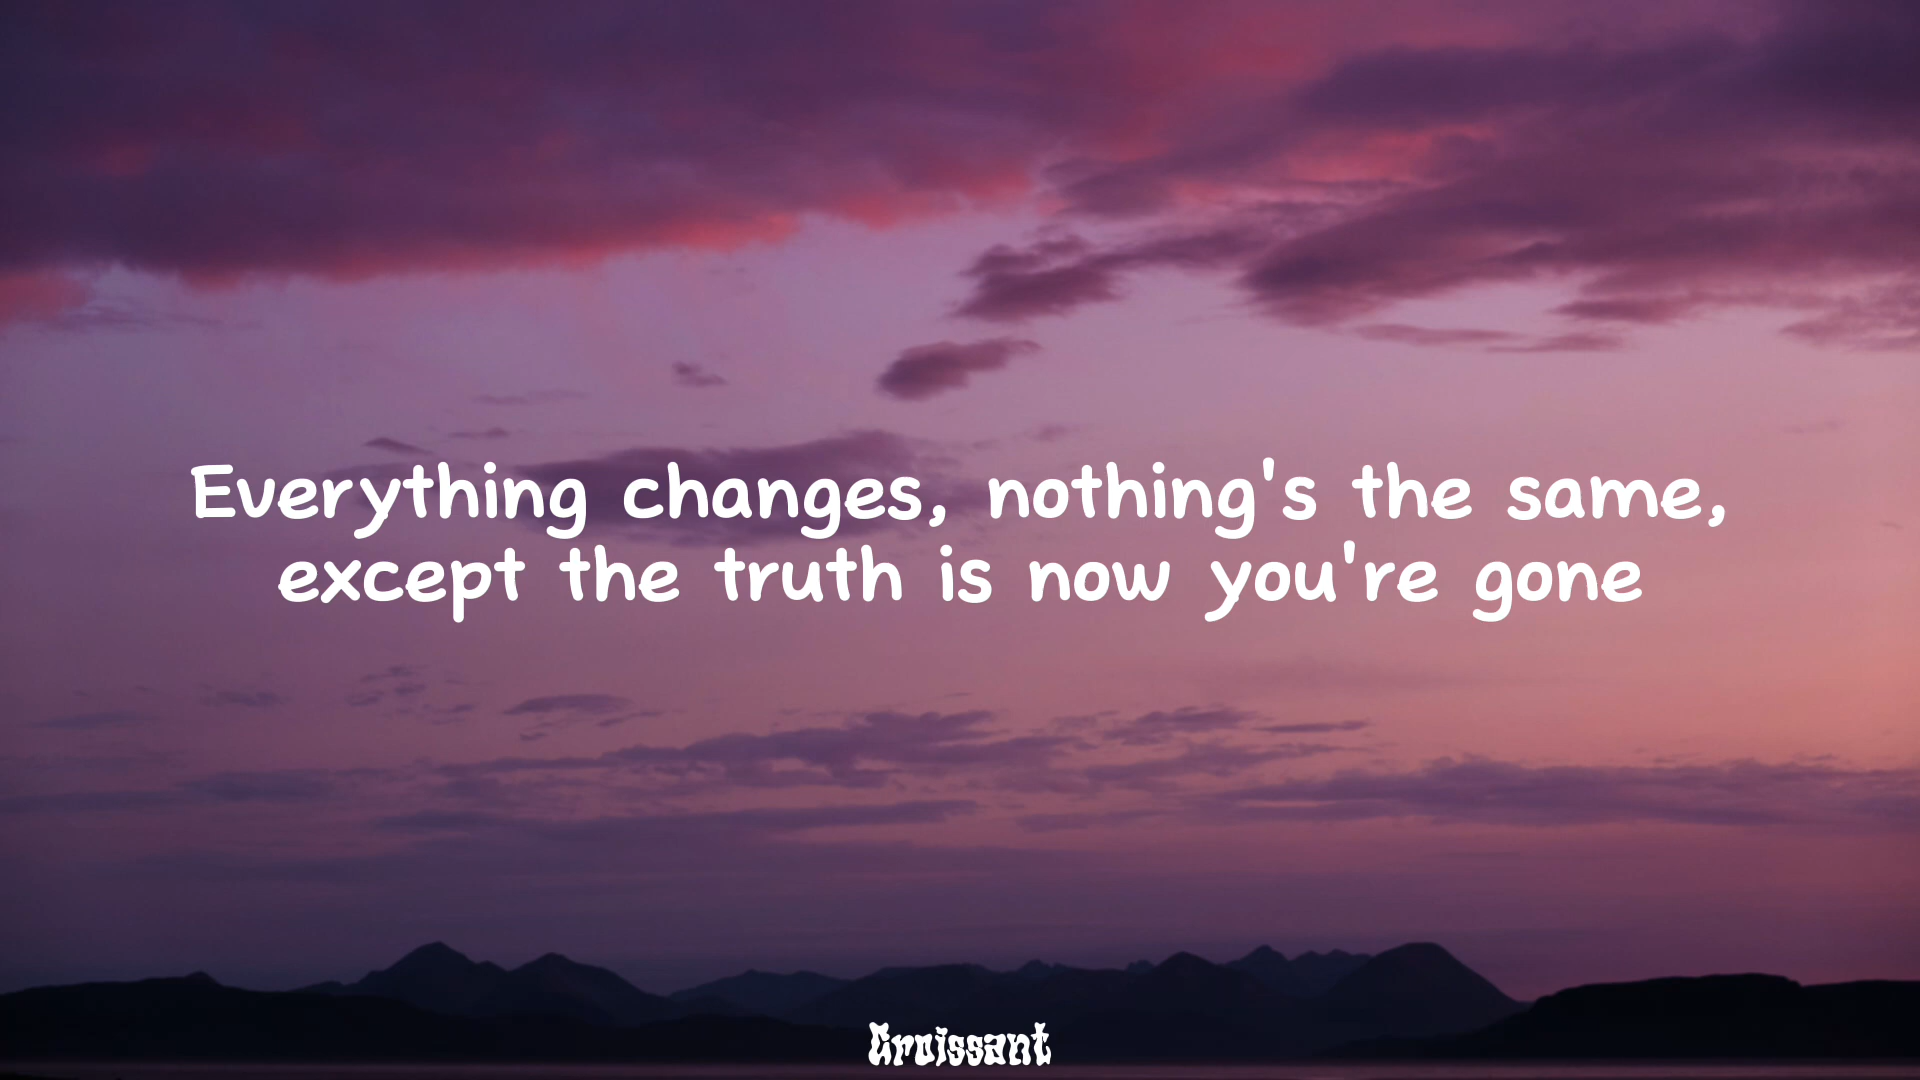 Everything changes, nothing's the same,
except the truth is now you're gone
Croissant